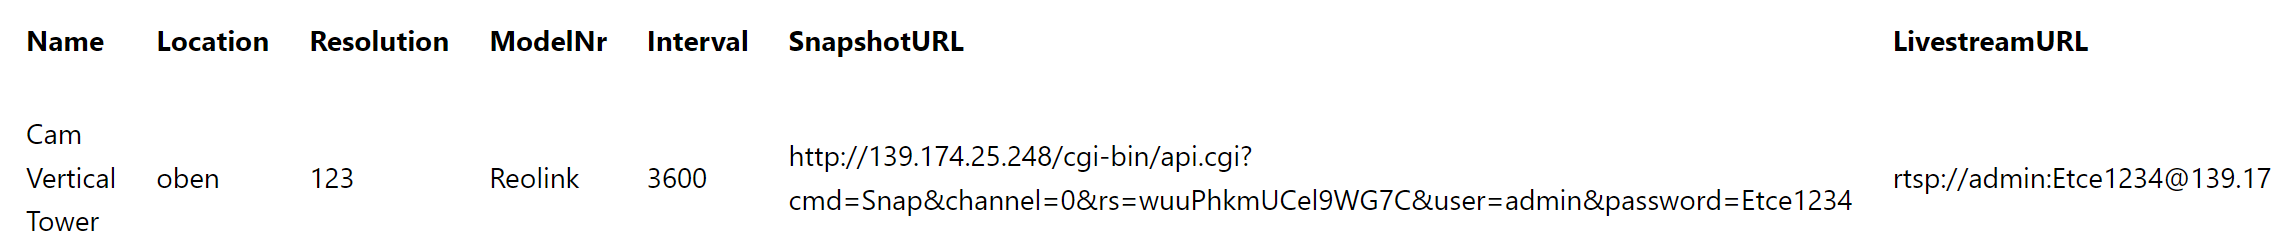 Name Location Resolution ModelNr Interval SnapshotURL LivestreamURL
Cam
Vertical
Tower
oben 123 Reolink 3600
http://139.174.25.248/cgi-bin/api.cgi?
cmd=Snap&channel=0&rs=wuuPhkmUCel9WG7C&user=admin&password=Etce1234
rtsp://admin:Etce1234@139.17